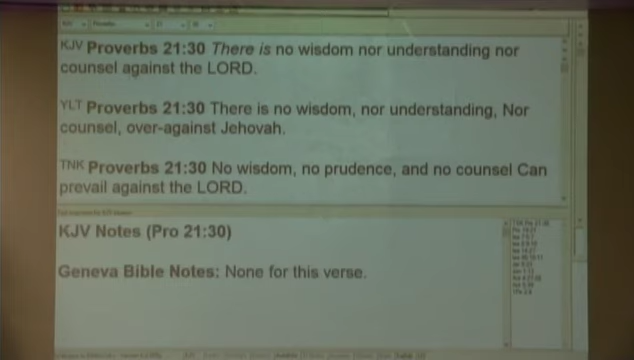 KJV Proverbs 21:30 There is no wisdom nor understanding nor
counsel against the LORD.
YLT Proverbs 21:30 There is no wisdom, nor understanding, Nor
counsel, over-against Jehovah.
TNK Proverbs 21:30 No wisdom, no prudence, and no counsel Can
prevail against the LORD.
KJV Notes (Pro 21:30)
Geneva Bible Notes: None for this verse.